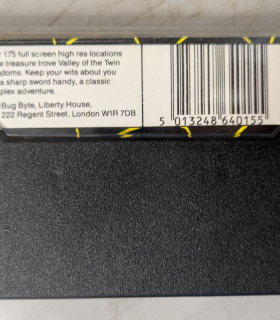 r 175 full screen high res locations
e treasure trove Valley of the Twin
doms. Keep your wits about you
a sharp sword handy, a classic
plex adventure.
Bug Byte, Liberty House,
222 Regent Street, London W1R 7DB
5 013248 640155